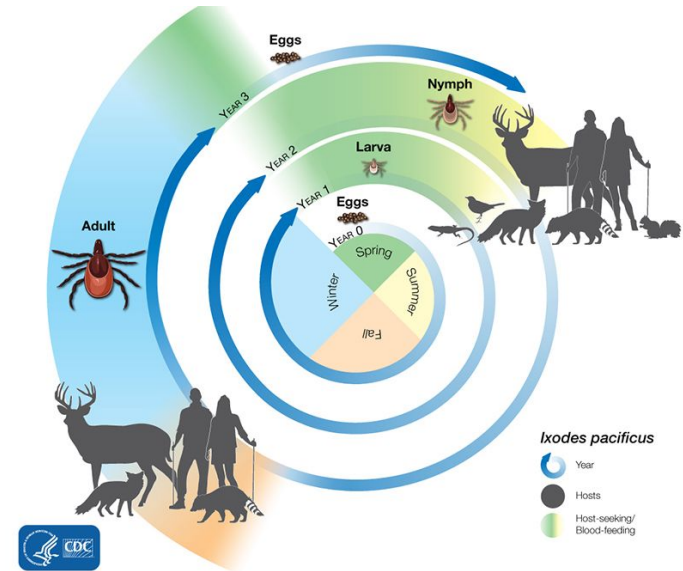 Eggs
YEAR 3
Nymph
YEAR 2
Larva
YEAR 1
Eggs
YEAR 0
Spring
Summer
Fall
Winter
Adult
Ixodes pacificus
Year
Hosts
Host-seeking/
Blood-feeding
CDC